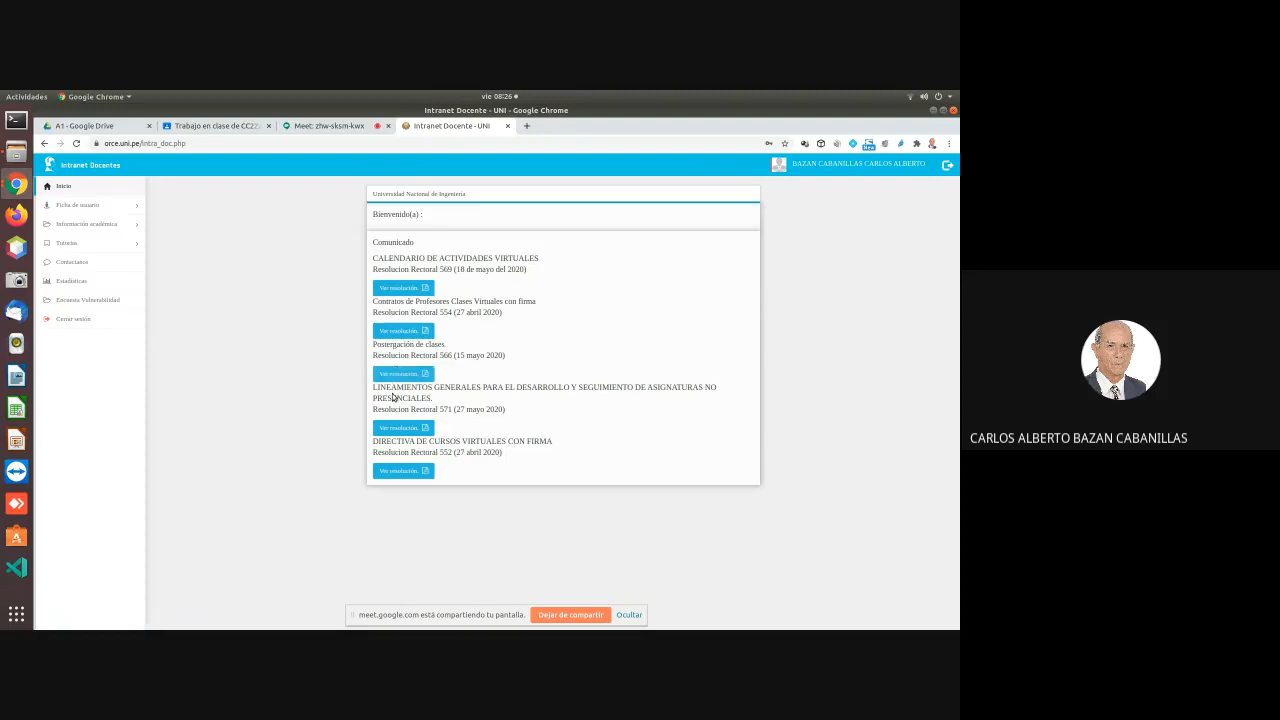 Actividades
Google Chrome
vie 08:26
Intranet Docente - UNI - Google Chrome
A1 - Google Drive
Trabajo en clase de CC22
Meet: zhw-sksm-kwx
Intranet Docente - UNI
orce.uni.pe/intra_doc.php
New
Intranet Docentes
BAZAN CABANILLAS CARLOS ALBERTO
Inicio
Ficha de usuario
Información académica
Tutorias
Contactanos
Estadísticas
Encuesta Vulnerabilidad
Cerrar sesión
Universidad Nacional de Ingeniería
Bienvenido(a) :
Comunicado
CALENDARIO DE ACTIVIDADES VIRTUALES
Resolucion Rectoral 569 (18 de mayo del 2020)
Ver resolución.
Contratos de Profesores Clases Virtuales con firma
Resolucion Rectoral 554 (27 abril 2020)
Ver resolución.
Postergación de clases
Resolucion Rectoral 566 (15 mayo 2020)
Ver resolución.
LINEAMIENTOS GENERALES PARA EL DESARROLLO Y SEGUIMIENTO DE ASIGNATURAS NO
PRESENCIALES.
Resolucion Rectoral 571 (27 mayo 2020)
Ver resolución.
DIRECTIVA DE CURSOS VIRTUALES CON FIRMA
Resolucion Rectoral 552 (27 abril 2020)
Ver resolución.
meet.google.com está compartiendo tu pantalla.
Dejar de compartir
Ocultar
CARLOS ALBERTO BAZAN CABANILLAS